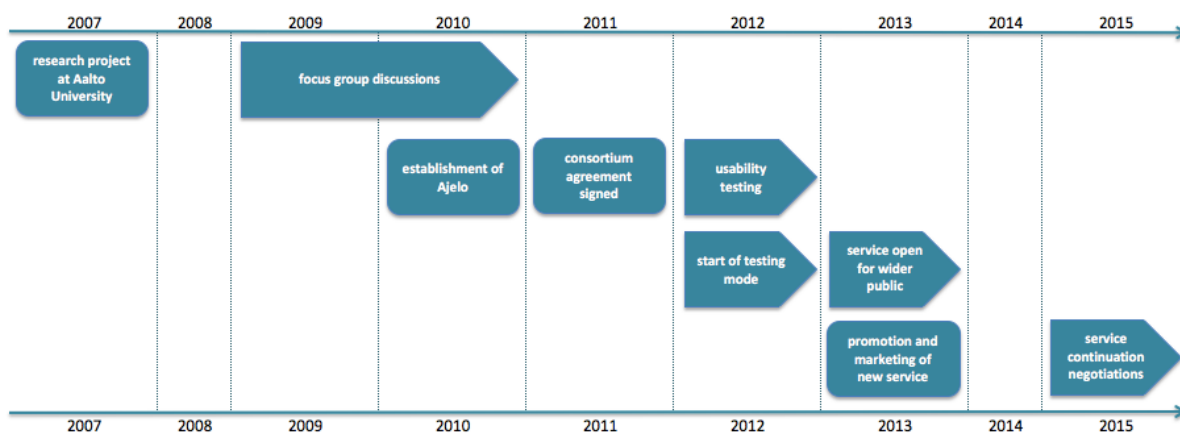 2007 2008 2009 2010 2011 2012 2013 2014 2015
research project
at Aalto
University
focus group discussions
establishment of
Ajelo
consortium
agreement
signed
usability
testing
start of testing
mode
service open
for wider
public
promotion and
marketing of
new service
service
continuation
negotiations
2007 2008 2009 2010 2011 2012 2013 2014 2015